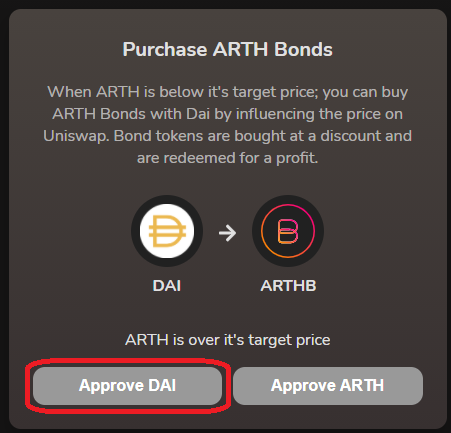 Purchase ARTH Bonds
When ARTH is below it's target price; you can buy
ARTH Bonds with Dai by influencing the price on
Uniswap. Bond tokens are bought at a discount and
are redeemed for a profit.
DAI ARTHB
ARTH is over it's target price
Approve DAI Approve ARTH